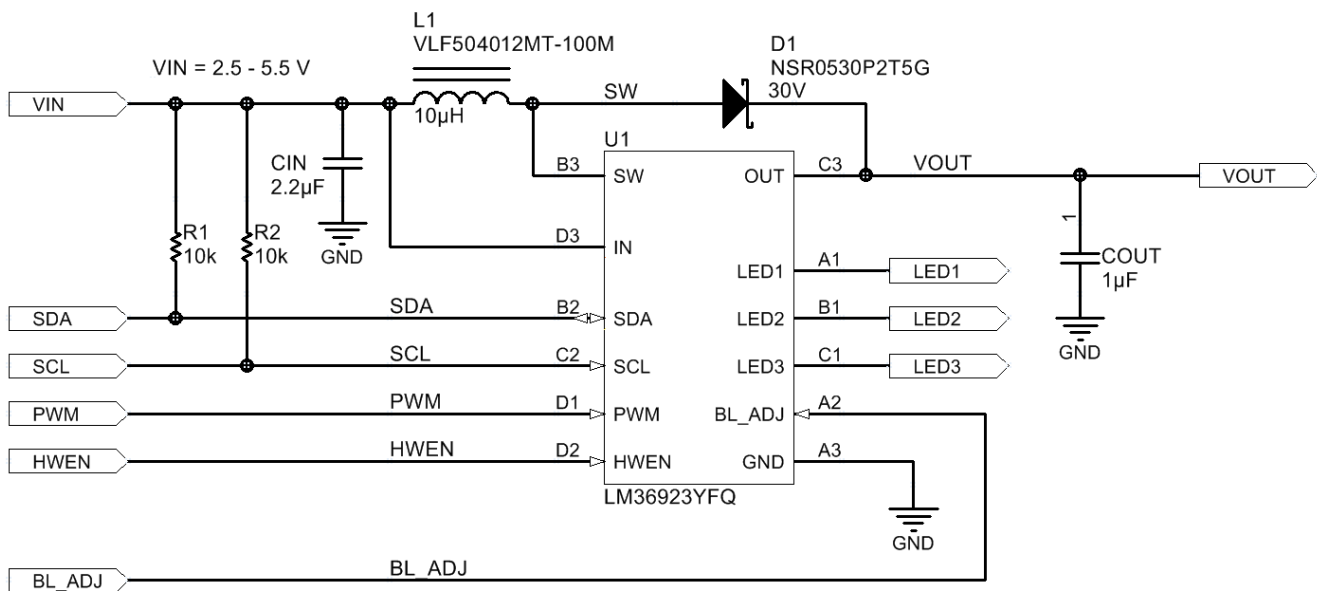 L1
VLF504012MT-100M
D1
NSR0530P2T5G
30V
VIN = 2.5 - 5.5 V
VIN
SW
10µH
U1
CIN
2.2µF
B3
SW
OUT
C3
VOUT
VOUT
1
R1
10k
R2
10k
GND
D3
IN
COUT
1µF
LED1
A1
LED1
SDA
SDA
B2
SDA
LED2
B1
LED2
GND
SCL
SCL
C2
SCL
LED3
C1
LED3
PWM
PWM
D1
PWM
BL_ADJ
A2
HWEN
HWEN
D2
HWEN
GND
A3
LM36923YFQ
GND
BL_ADJ
BL_ADJ